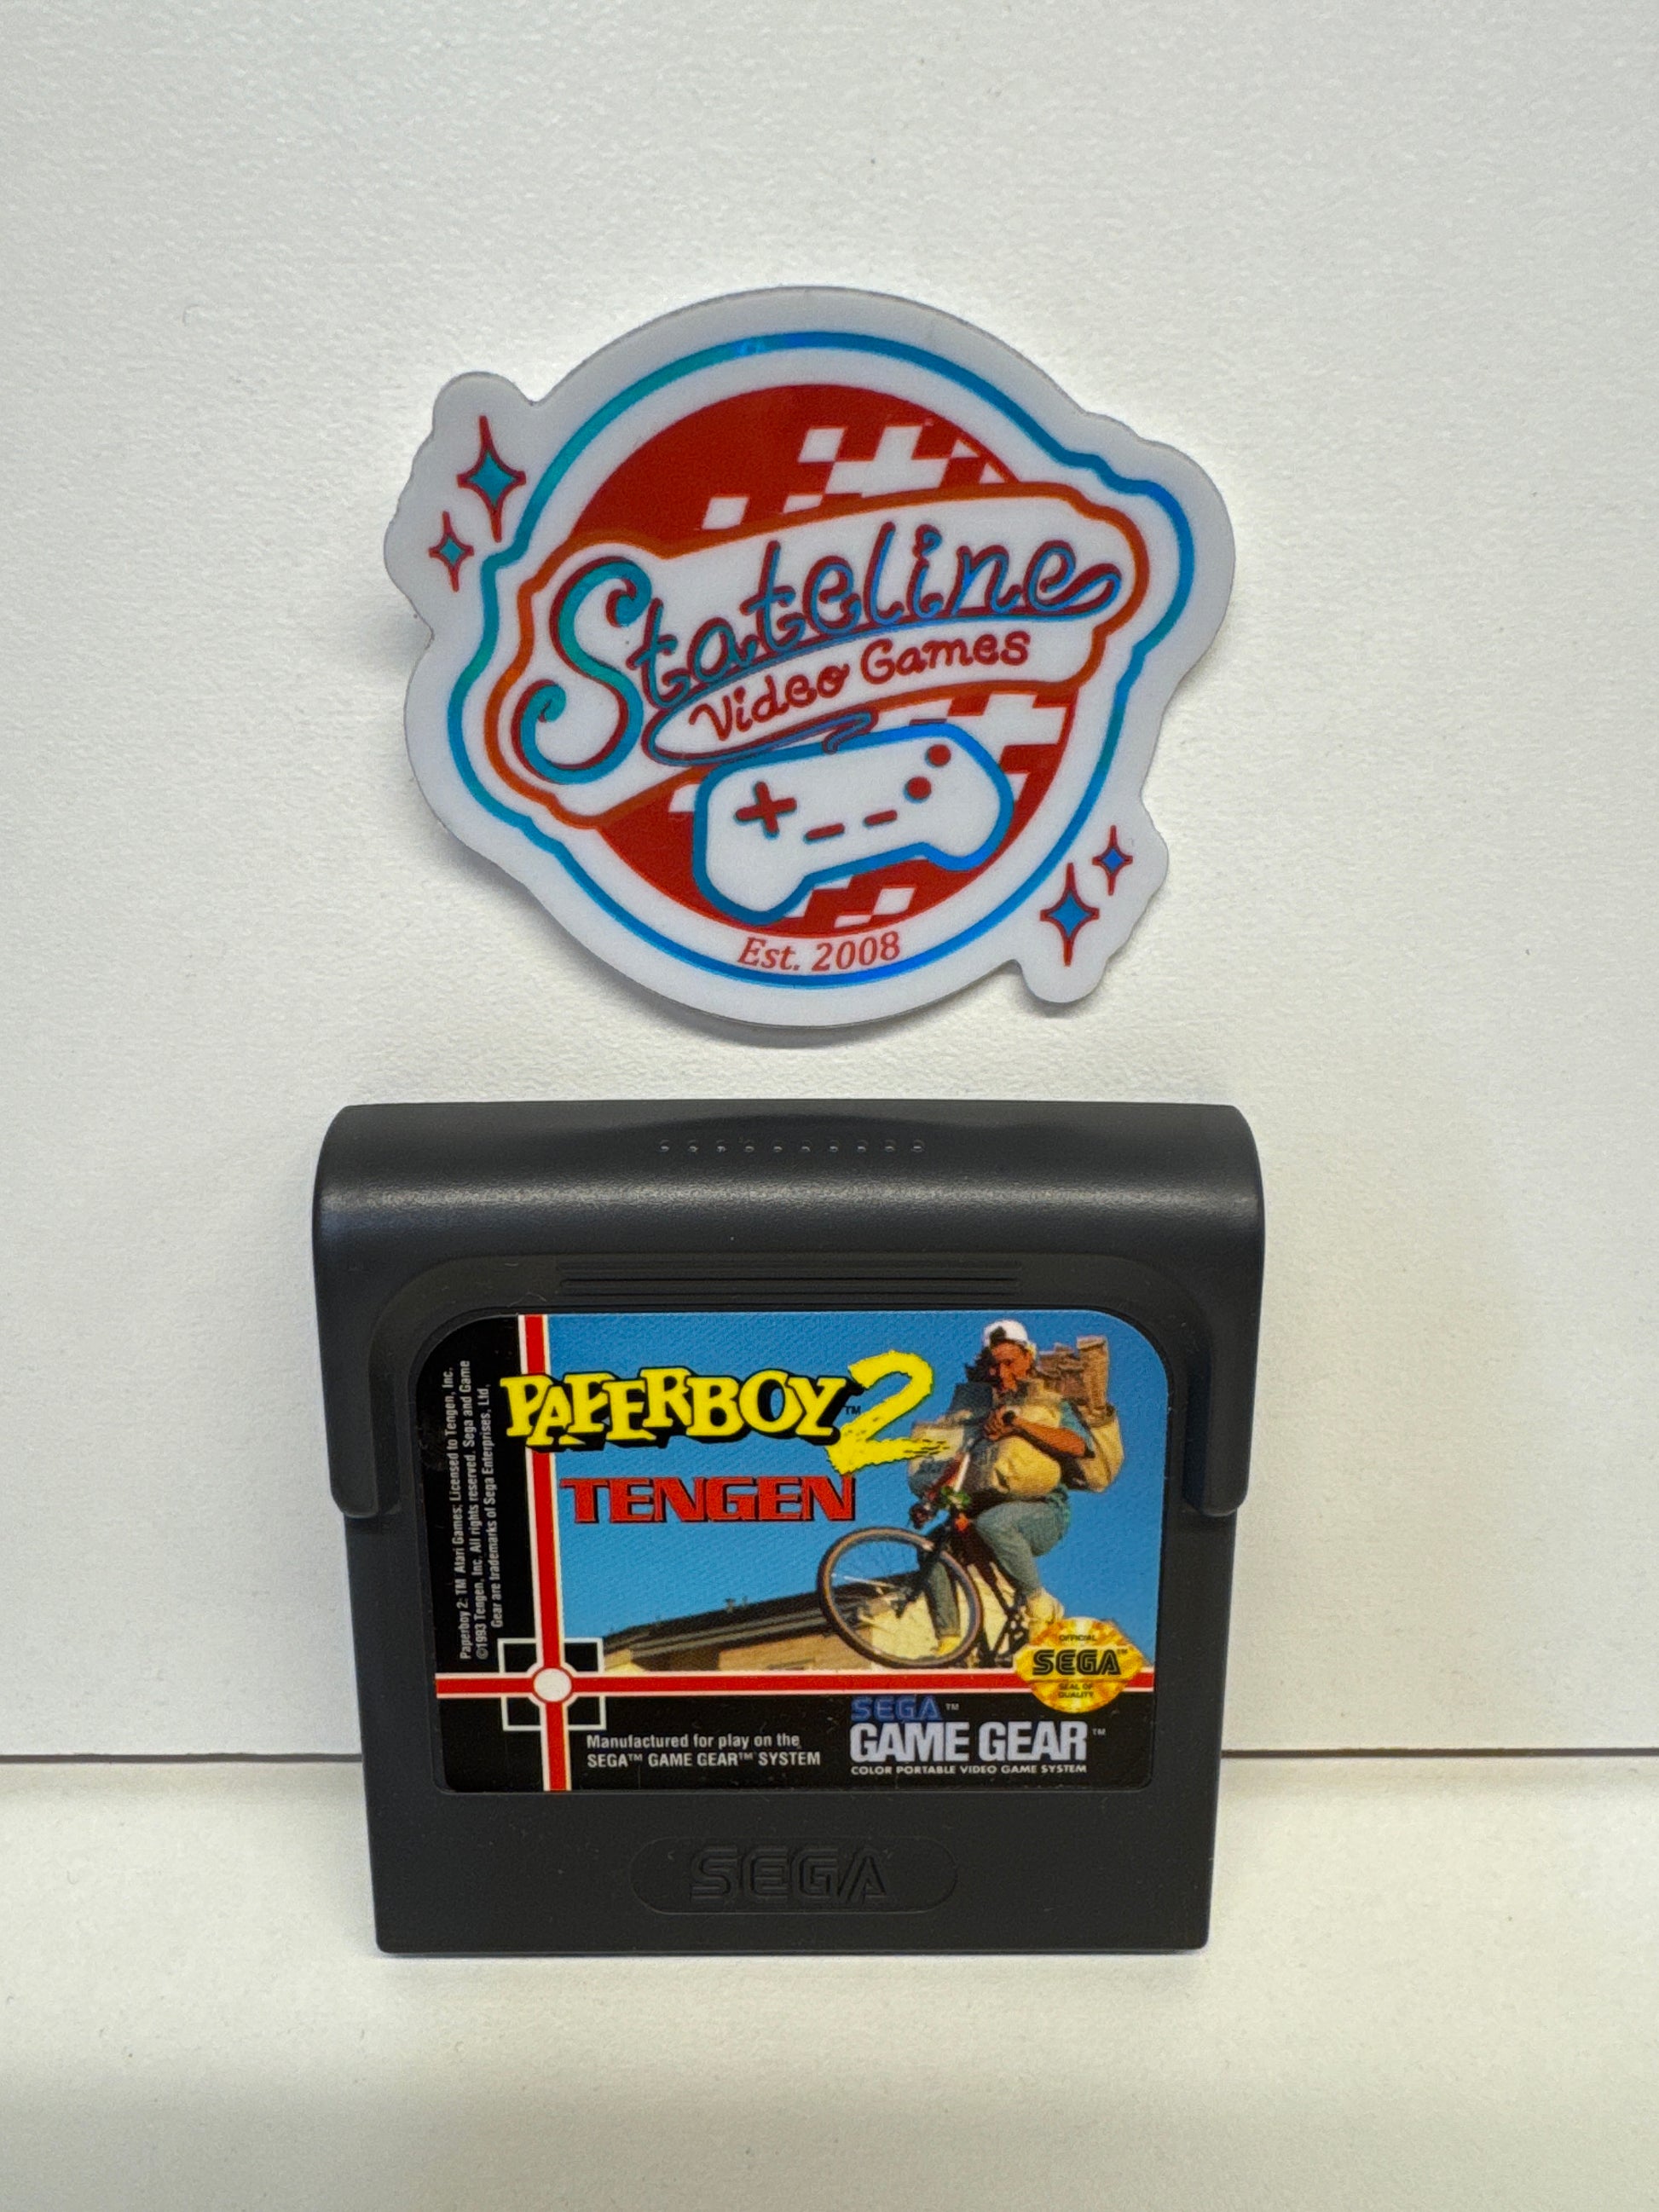 Stateline
Video Games
Est. 2008
PAPERBOY™ 2
TENGEN
Paperboy 2: TM Atari Games; Licensed to Tengen, Inc.
©1993 Tengen, Inc. All rights reserved. Sega and Game
Gear are trademarks of Sega Enterprises, Ltd.
OFFICIAL
SEGA™
SEAL OF
QUALITY
Manufactured for play on the
SEGA™ GAME GEAR™ SYSTEM
SEGA™
GAME GEAR™
COLOR PORTABLE VIDEO GAME SYSTEM
SEGA